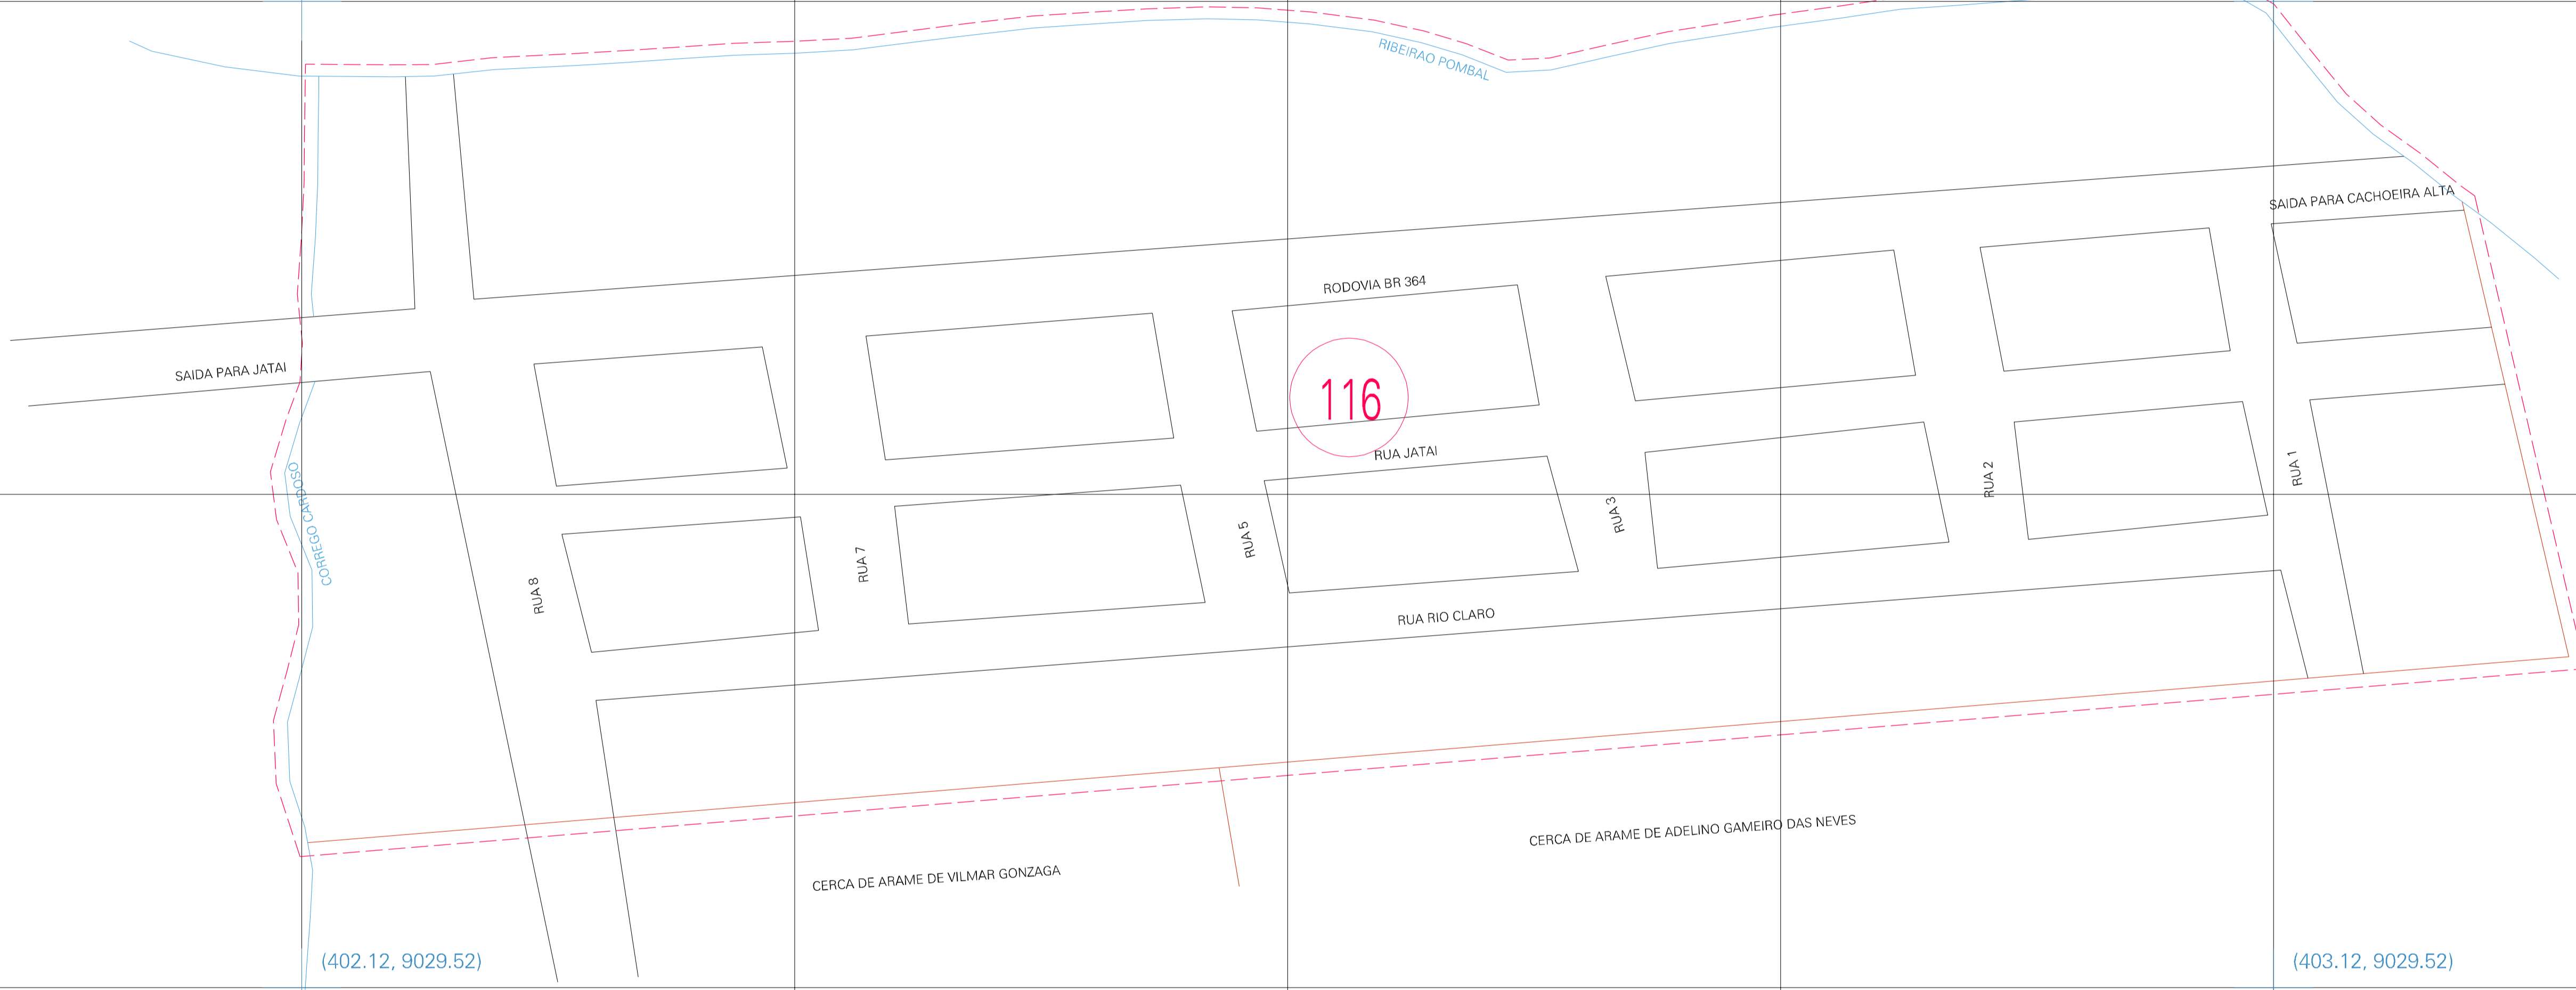 RIBEIRAO POMBAL
SAIDA PARA CACHOEIRA ALTA
RODOVIA BR 364
SAIDA PARA JATAI
116
RUA JATAI
CORREGO CARDOSO
RUA 8
RUA 7
RUA 5
RUA 3
RUA 2
RUA 1
RUA RIO CLARO
CERCA DE ARAME DE ADELINO GAMEIRO DAS NEVES
CERCA DE ARAME DE VILMAR GONZAGA
(402.12, 9029.52)
(403.12, 9029.52)